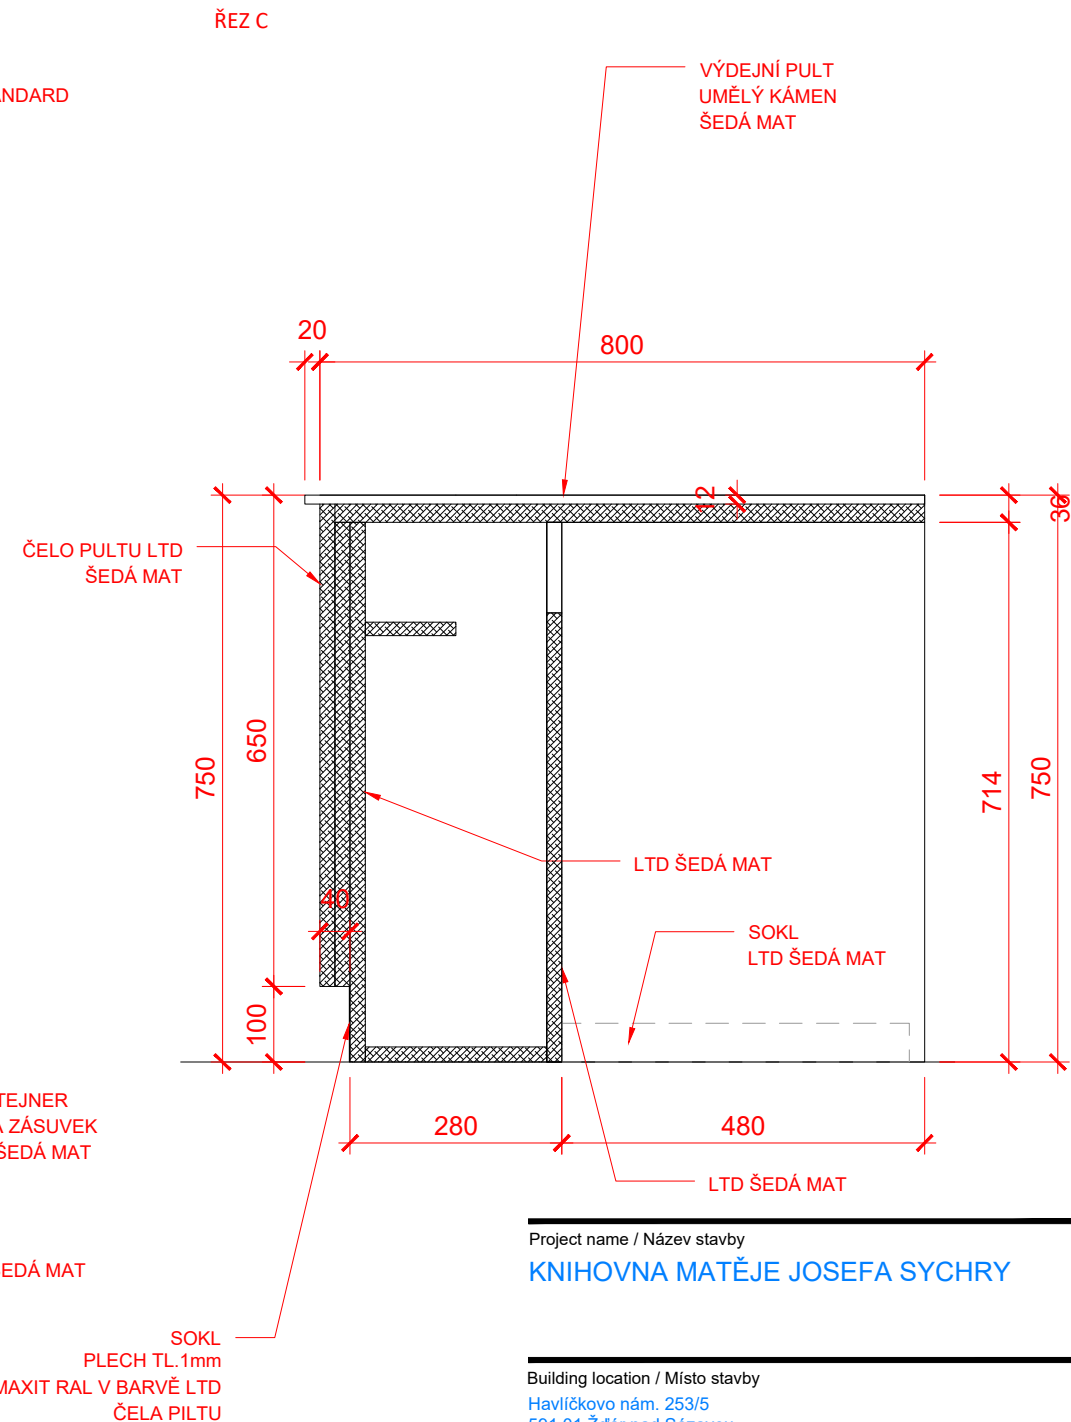 ŘEZ C
VÝDEJNÍ PULT
UMĚLÝ KÁMEN
ŠEDÁ MAT
20
800
12
36
ČELO PULTU LTD
ŠEDÁ MAT
750
650
714
750
LTD ŠEDÁ MAT
40
SOKL
LTD ŠEDÁ MAT
100
TEJNER
ZÁSUVEK
ŠEDÁ MAT
280
480
LTD ŠEDÁ MAT
Project name / Název stavby
KNIHOVNA MATĚJE JOSEFA SYCHRY
EDÁ MAT
SOKL
PLECH TL.1mm
MAXIT RAL V BARVĚ LTD
ČELA PILTU
Building location / Místo stavby
Havlíčkovo nám. 253/5